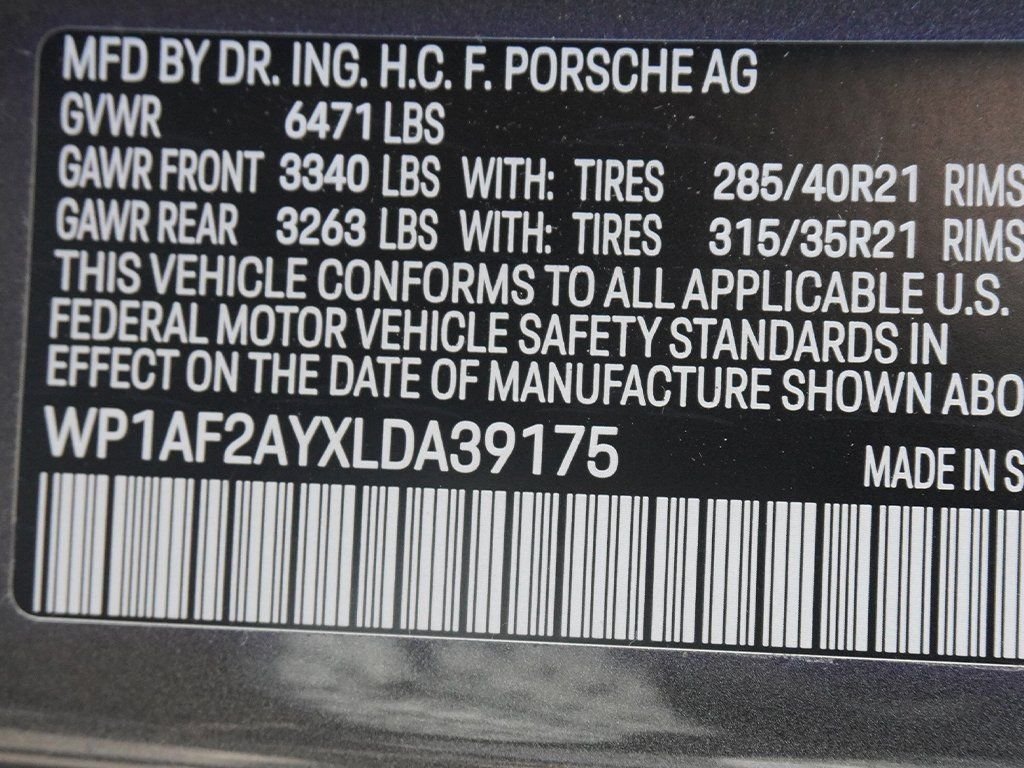 MFD BY DR. ING. H.C. F. PORSCHE AG
GVWR 6471 LBS
GAWR FRONT 3340 LBS WITH: TIRES 285/40R21 RIMS
GAWR REAR 3263 LBS WITH: TIRES 315/35R21 RIMS
THIS VEHICLE CONFORMS TO ALL APPLICABLE U.S.
FEDERAL MOTOR VEHICLE SAFETY STANDARDS IN
EFFECT ON THE DATE OF MANUFACTURE SHOWN ABO
WP1AF2AYXLDA39175
MADE IN S